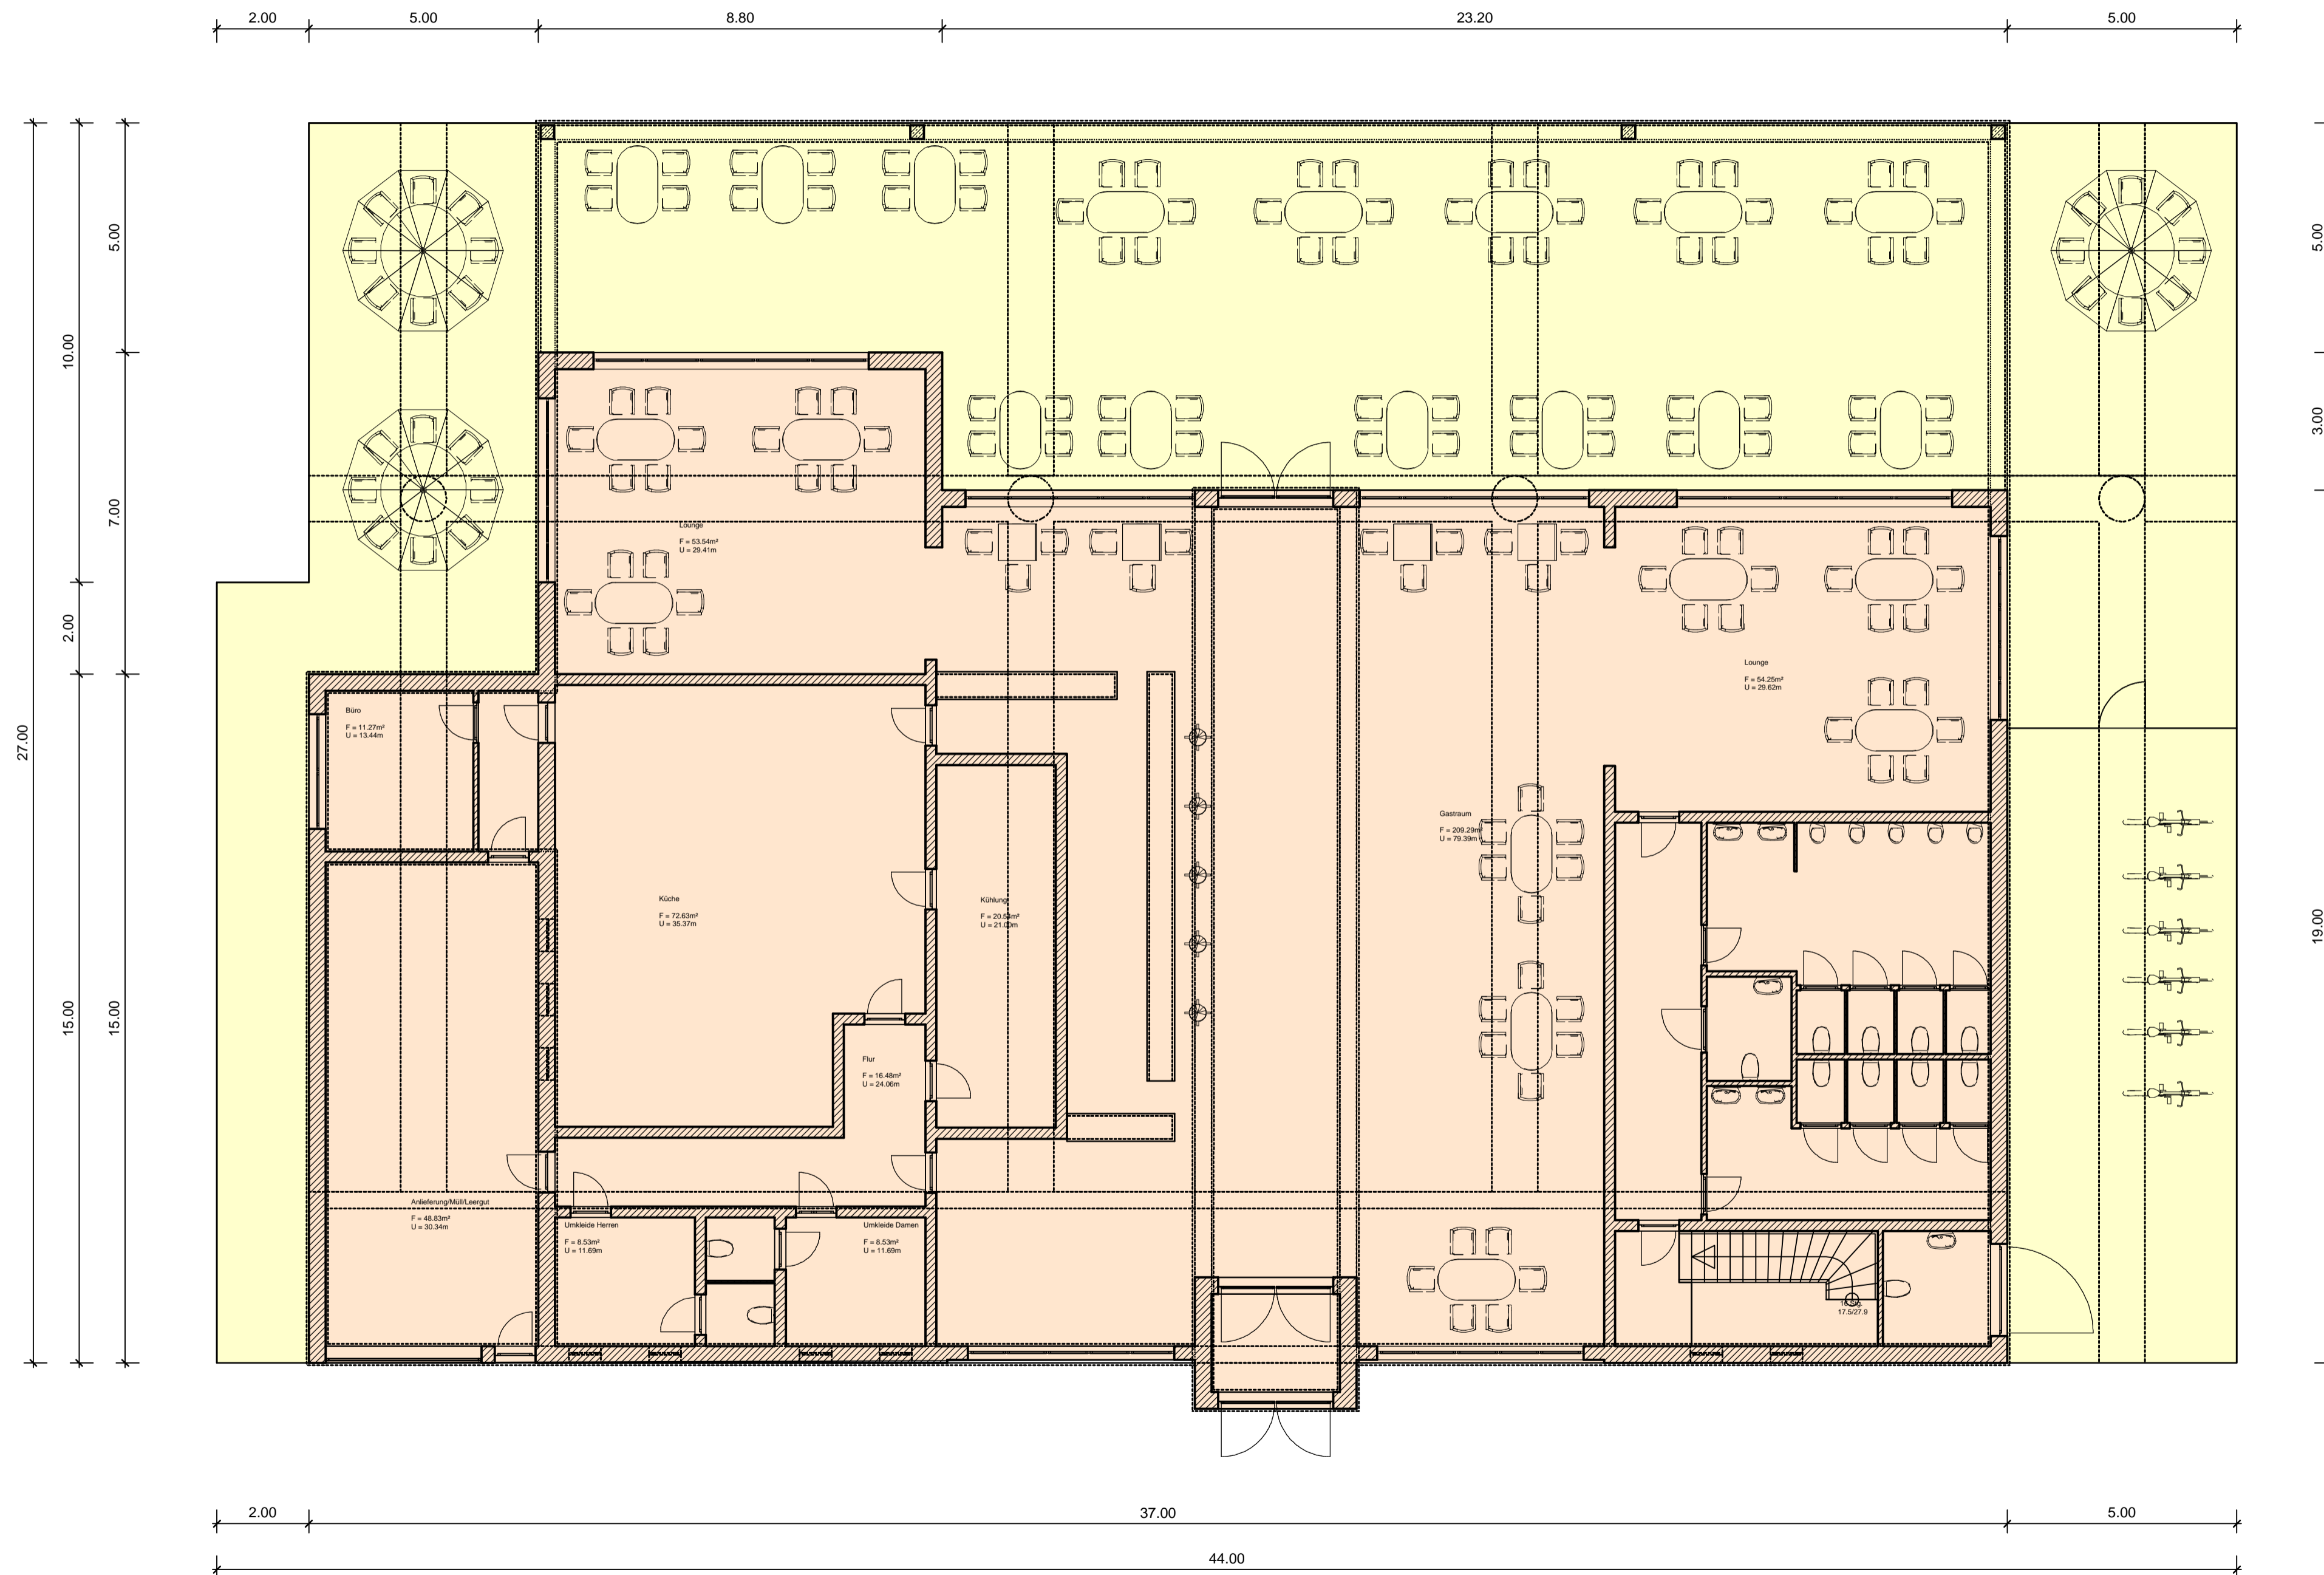 2.00
5.00
8.80
23.20
5.00
27.00
10.00
2.00
15.00
5.00
7.00
15.00
5.00
3.00
19.00
Lounge
F = 53.54m²
U = 29.41m
Lounge
F = 54.25m²
U = 29.62m
Büro
F = 11.27m²
U = 13.44m
Gastraum
F = 209.29m²
U = 79.39m
Küche
F = 72.63m²
U = 35.37m
Kühlung
U = 21.00m
Flur
F = 16.48m²
U = 24.06m
Anlieferung/Müll/Leergut
F = 48.83m²
U = 30.34m
Umkleide Herren
F = 8.53m²
U = 11.69m
Umkleide Damen
F = 8.53m²
U = 11.69m
17.5/27.9
2.00
37.00
5.00
44.00